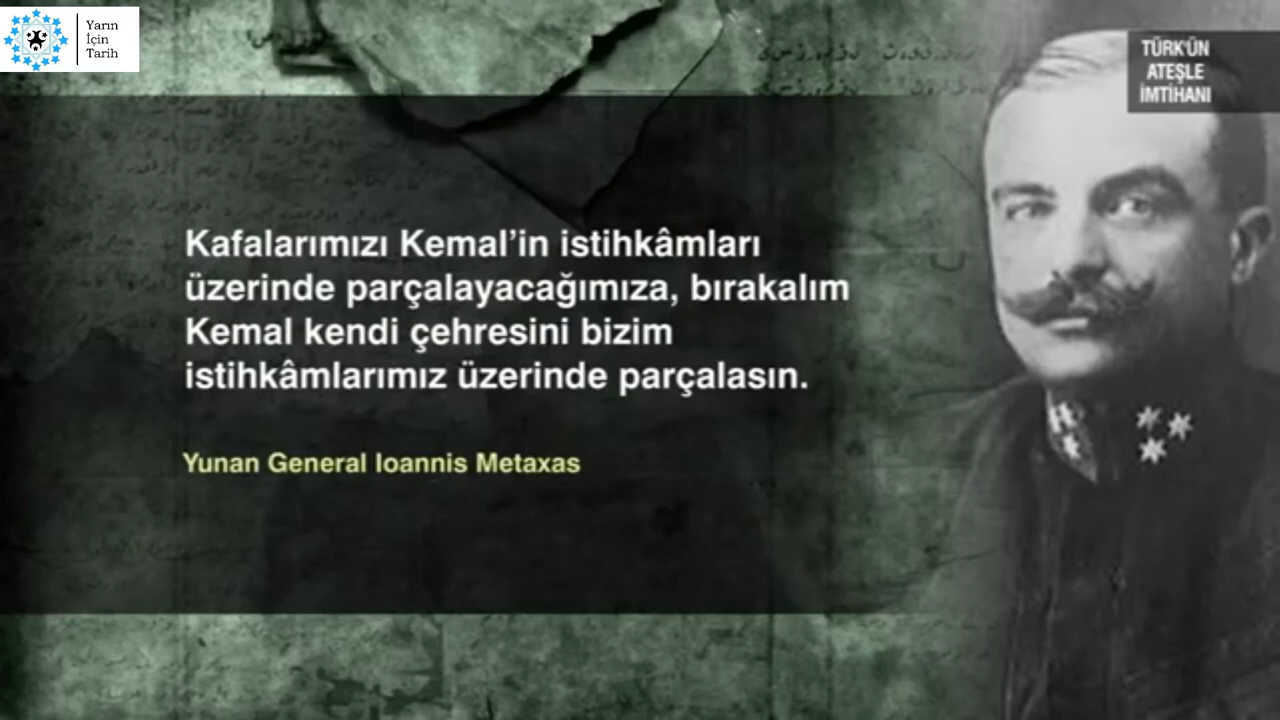 Yarın
İçin
Tarih
TÜRK'ÜN
ATEŞLE
İMTİHANI
Kafalarımızı Kemal'in istihkâmları
üzerinde parçalayacağımıza, bırakalım
Kemal kendi çehresini bizim
istihkâmlarımız üzerinde parçalasın.
Yunan General Ioannis Metaxas